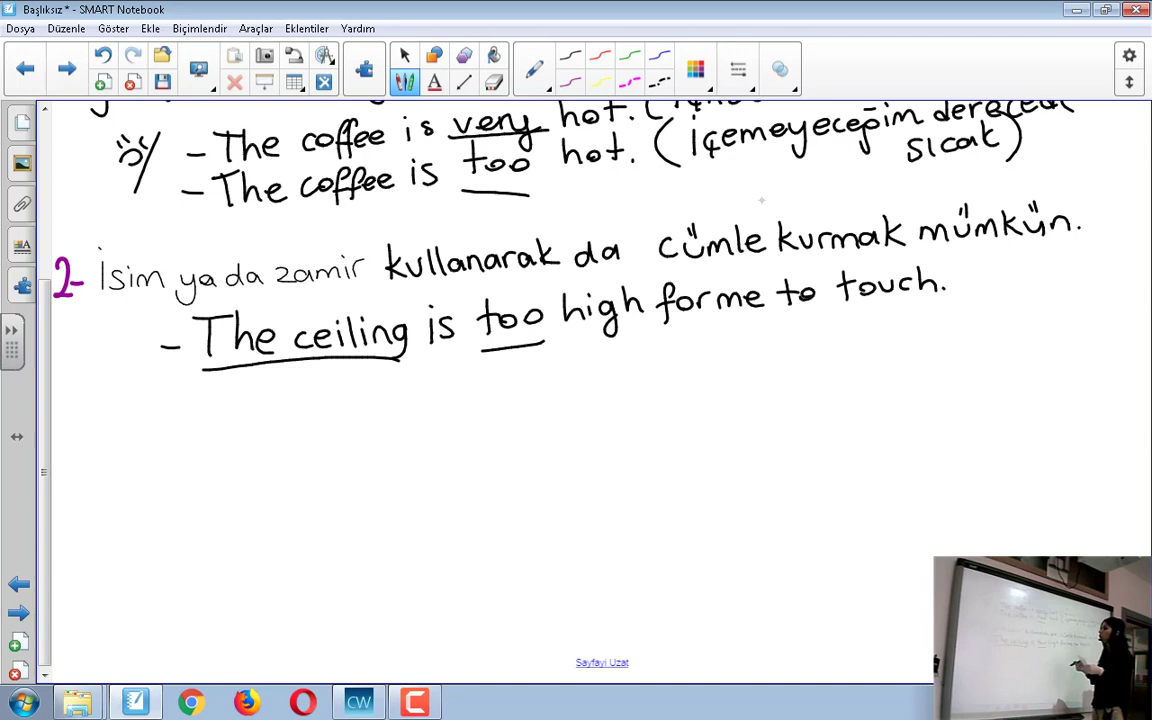 Başlıksız * - SMART Notebook
Dosya Düzenle Göster Ekle Biçimlendir Araçlar Eklentiler Yardım
- The coffee is very hot. (
- The coffee is too hot. (İçemeyeceğim derecede
sıcak)
2- İsim ya da zamir kullanarak da cümle kurmak mümkün.
- The ceiling is too high for me to touch.
Sayfayi Uzat
CW